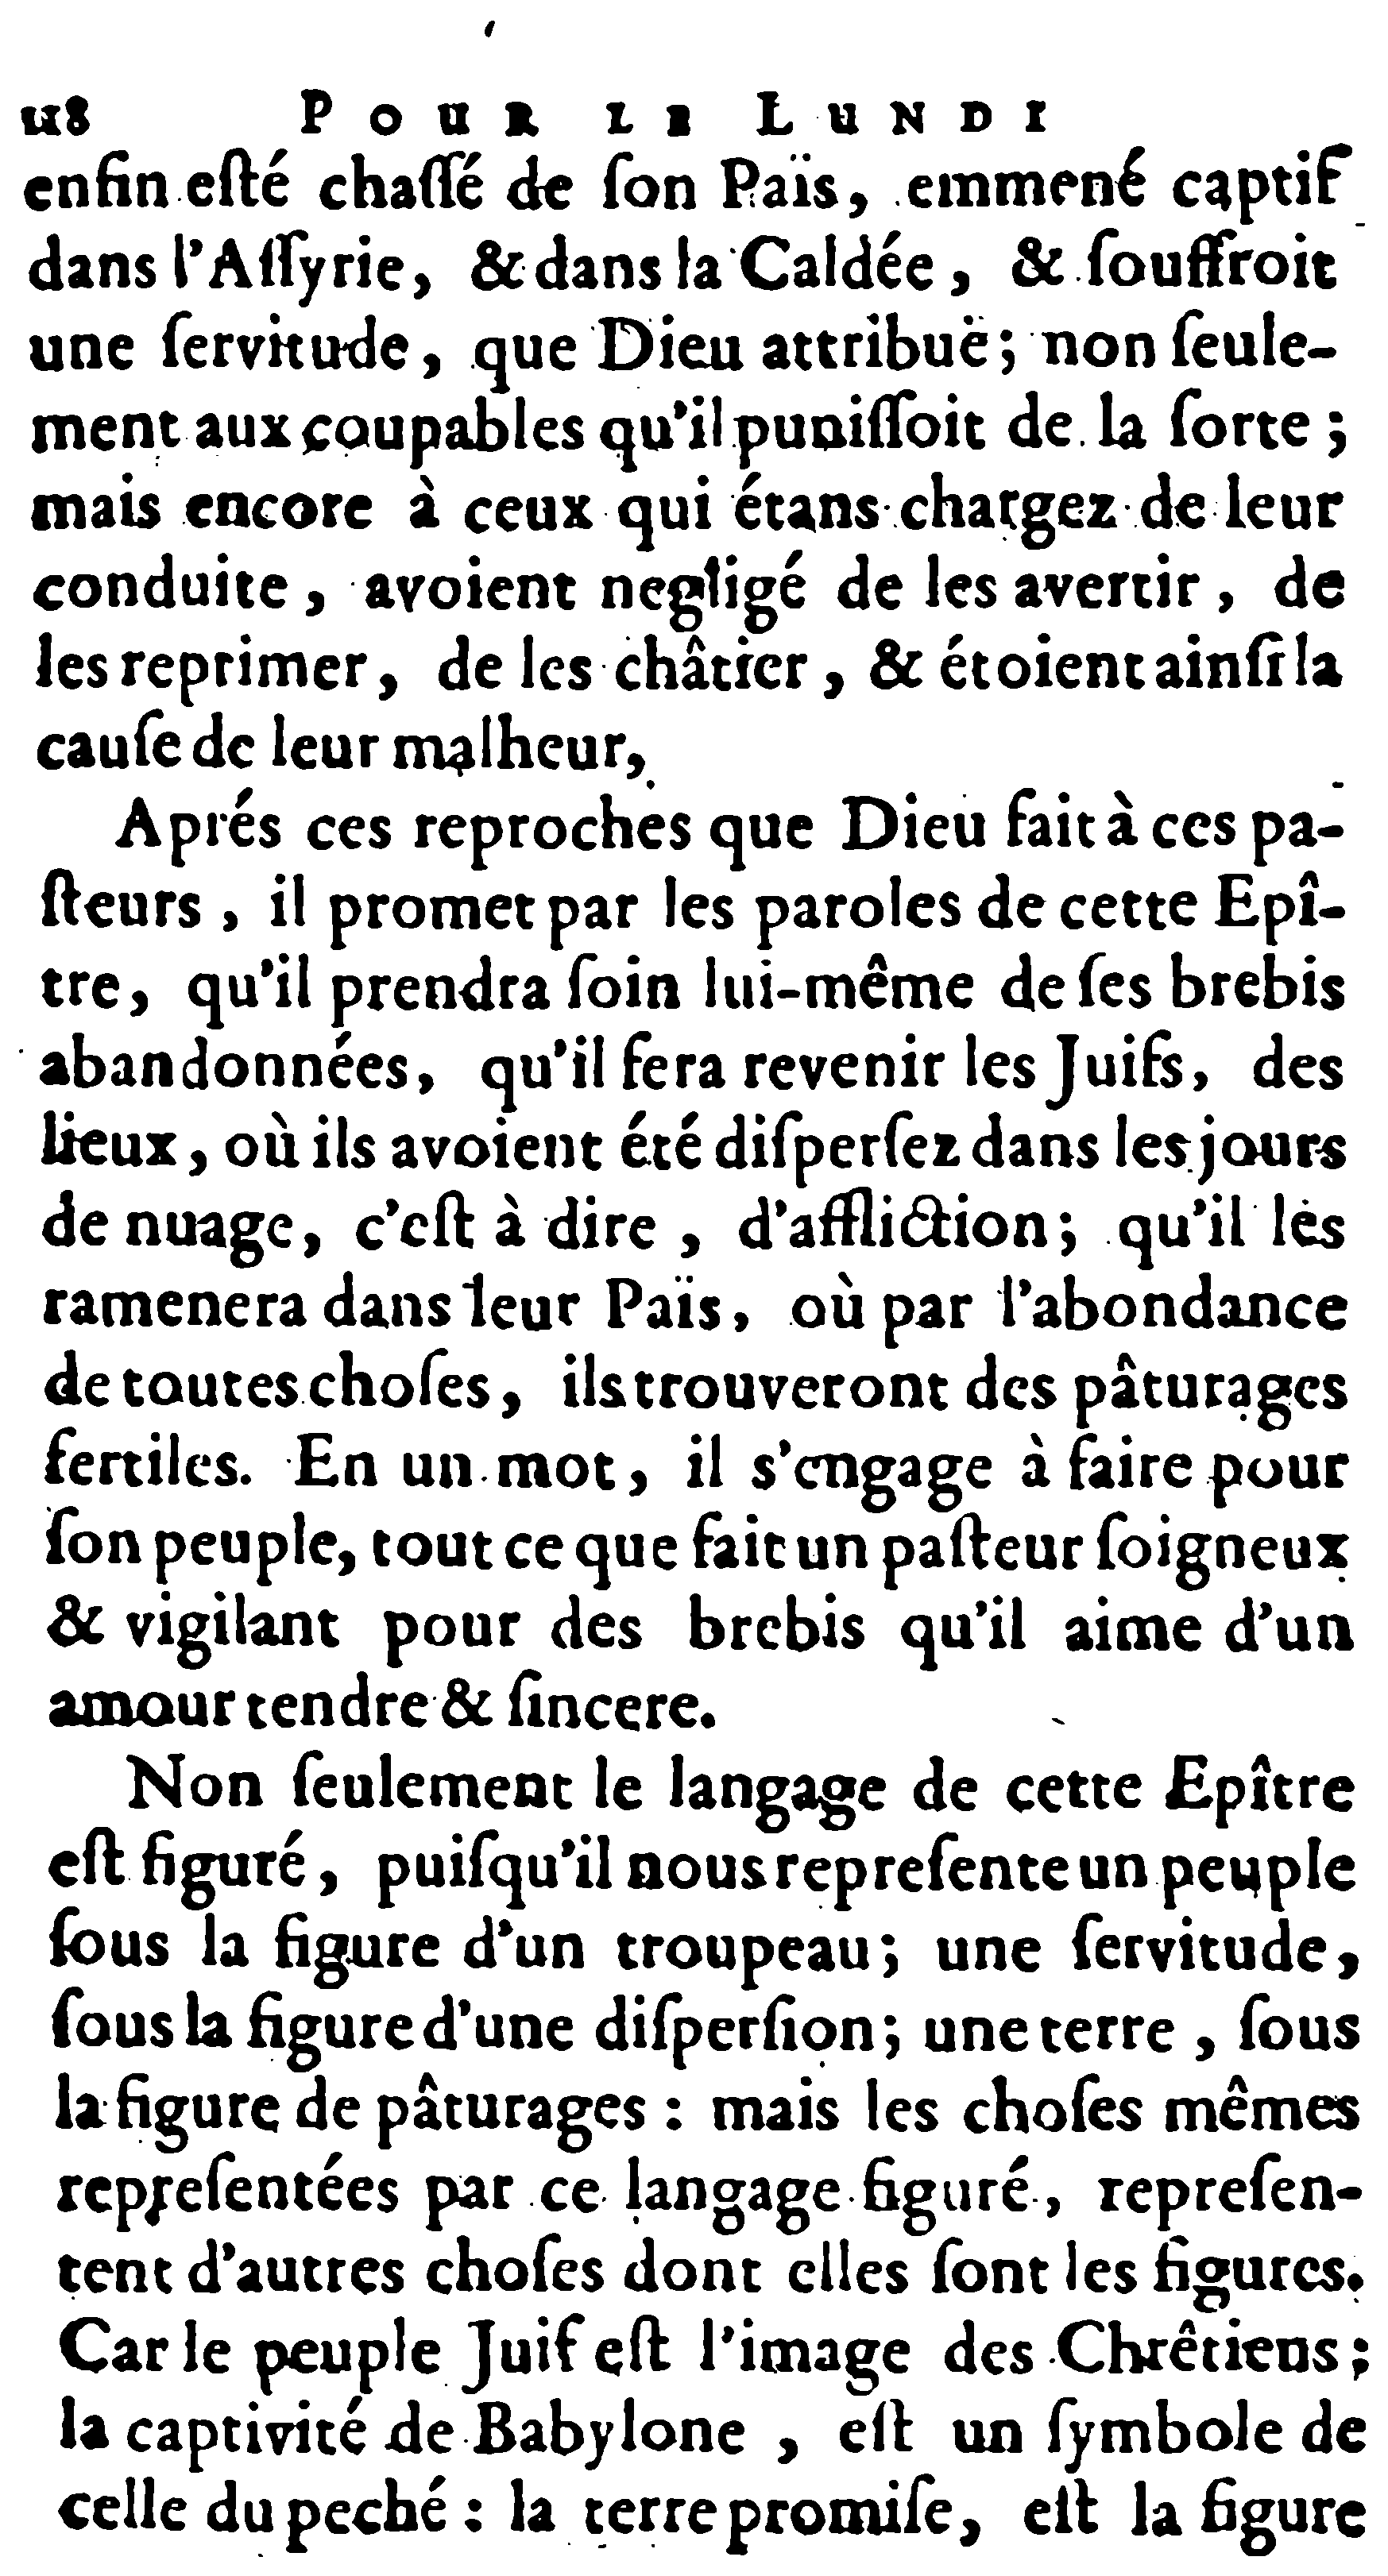 118 POUR LE LUNDI
enfin esté chaſſé de ſon Païs, emmené captif
dans l'Aſſyrie, & dans la Caldée, & ſouffroit
une ſervitude, que Dieu attribuë; non ſeule-
ment aux coupables qu'il puniſſoit de la ſorte;
mais encore à ceux qui étans chargez de leur
conduite, avoient negligé de les avertir, de
les reprimer, de les châtier, & étoient ainſi la
cauſe de leur malheur,
Aprés ces reproches que Dieu fait à ces pa-
ſteurs, il promet par les paroles de cette Epî-
tre, qu'il prendra ſoin lui-même de ſes brebis
abandonnées, qu'il fera revenir les Juifs, des
lieux, où ils avoient été diſperſez dans les jours
de nuage, c'eſt à dire, d'affliction; qu'il les
ramenera dans leur Païs, où par l'abondance
de toutes choſes, ils trouveront des pâturages
fertiles. En un mot, il s'engage à faire pour
ſon peuple, tout ce que fait un paſteur ſoigneux
& vigilant pour des brebis qu'il aime d'un
amour tendre & ſincere.
Non ſeulement le langage de cette Epître
eſt figuré, puiſqu'il nous repreſente un peuple
ſous la figure d'un troupeau; une ſervitude,
ſous la figure d'une diſperſion; une terre, ſous
la figure de pâturages : mais les choſes mêmes
repreſentées par ce langage figuré, repreſen-
tent d'autres choſes dont elles ſont les figures.
Car le peuple Juif eſt l'image des Chrêtiens;
la captivité de Babylone, eſt un ſymbole de
celle du peché : la terre promiſe, eſt la figure